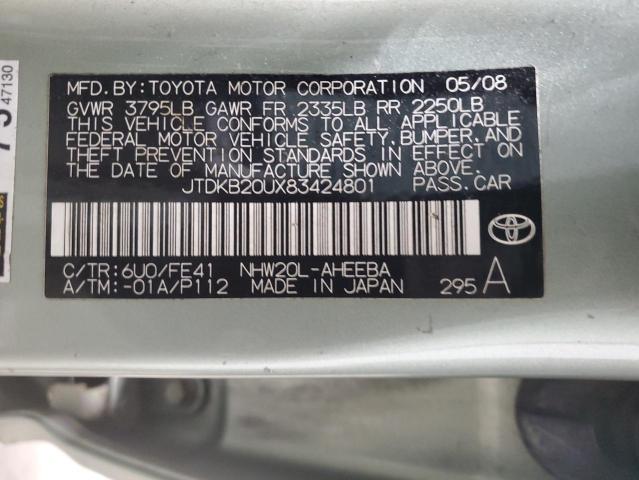 MFD. BY: TOYOTA MOTOR CORPORATION 05/08
GVWR 3795LB GAWR FR 2335LB RR 2250LB
THIS VEHICLE CONFORMS TO ALL APPLICABLE
FEDERAL MOTOR VEHICLE SAFETY, BUMPER, AND
THEFT PREVENTION STANDARDS IN EFFECT ON
THE DATE OF MANUFACTURE SHOWN ABOVE.
JTDKB20UX83424801 PASS. CAR
TOYOTA
C/TR: 6U0/FE41 NHW20L-AHEEBA
A/TM: -01A/P112 MADE IN JAPAN 295 A
47130